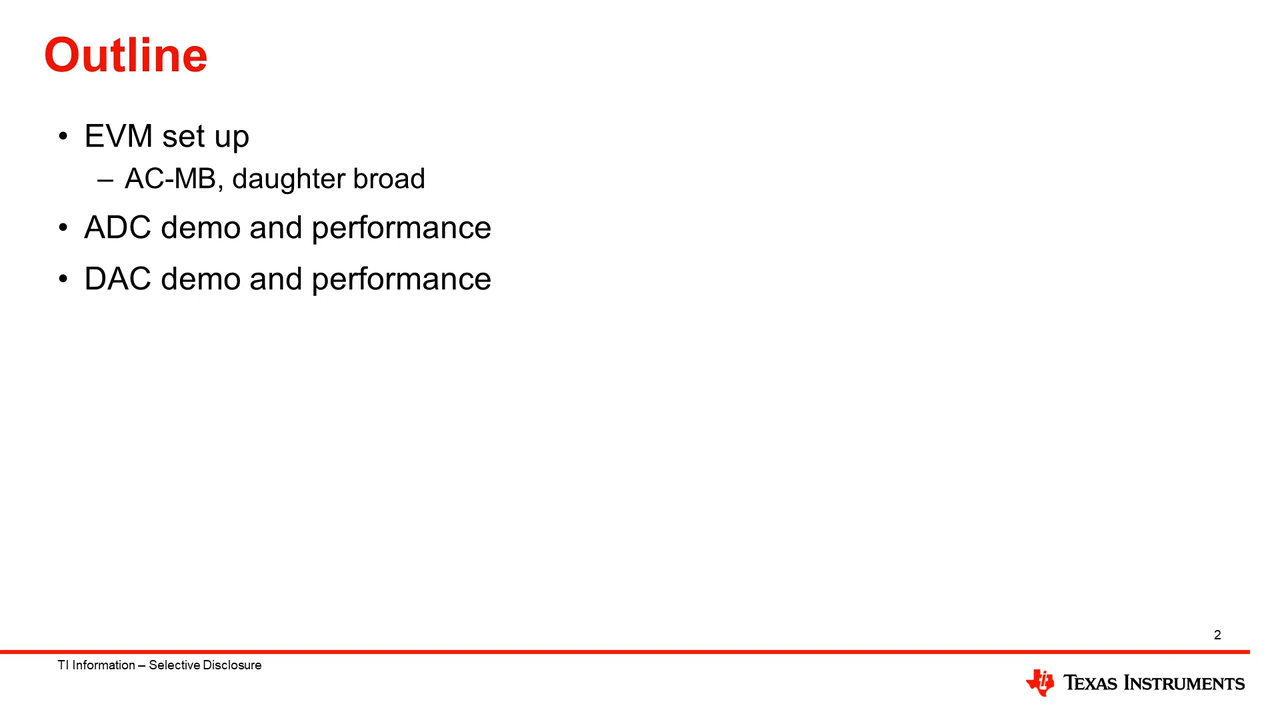 Outline
• EVM set up
– AC-MB, daughter broad
• ADC demo and performance
• DAC demo and performance
2
TI Information – Selective Disclosure
TEXAS INSTRUMENTS